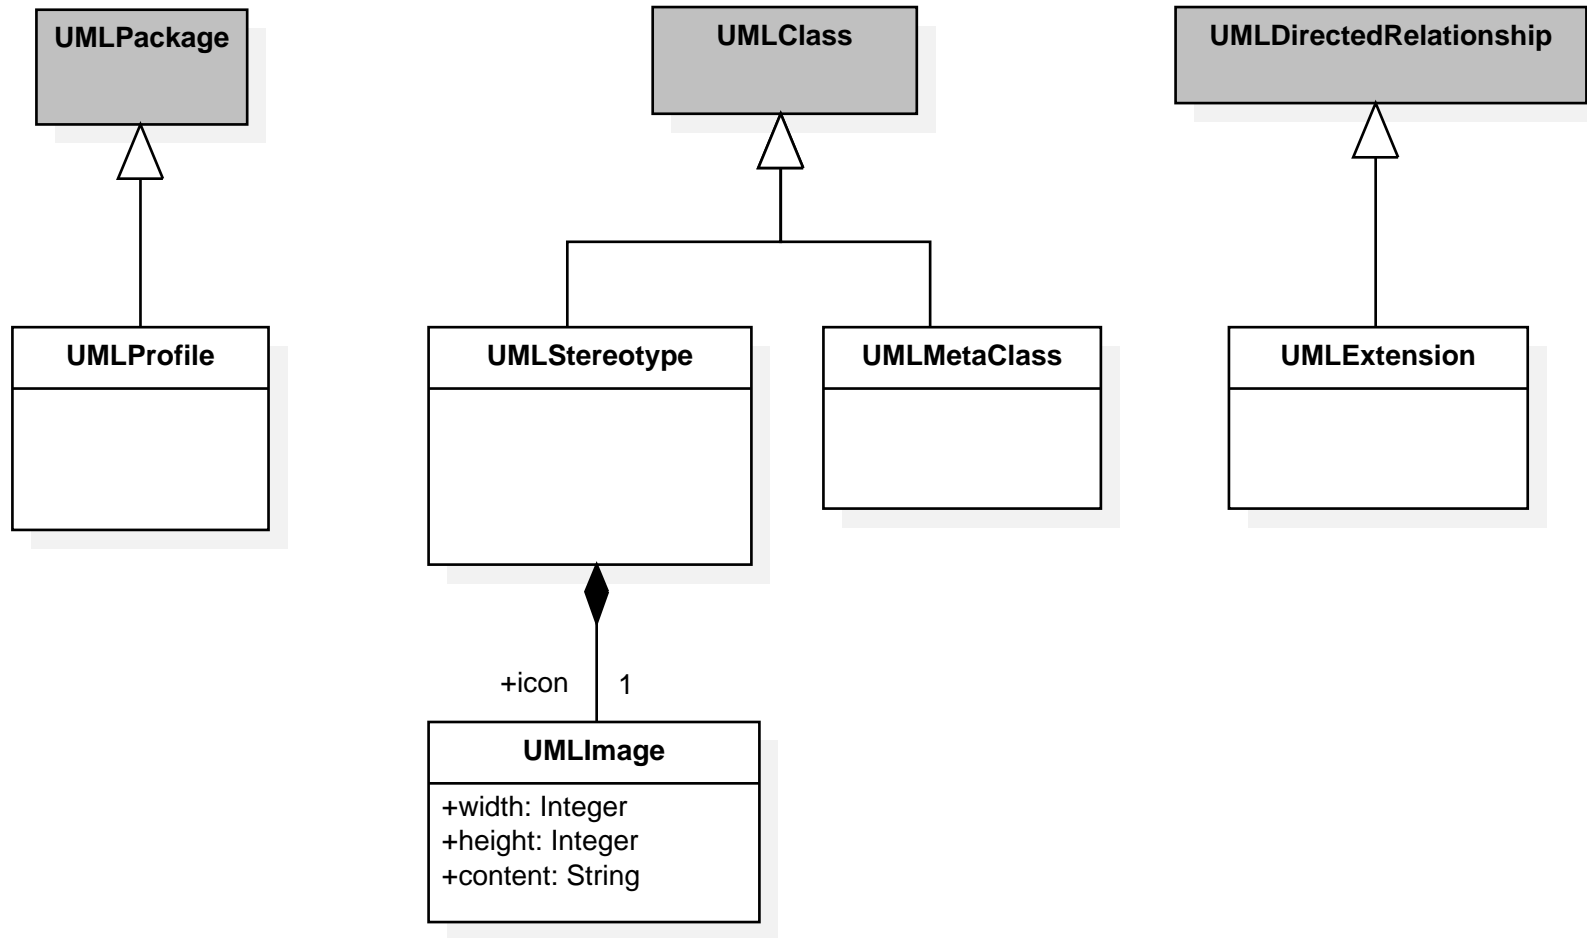 UMLPackage
UMLClass
UMLDirectedRelationship
UMLProfile
UMLStereotype
UMLMetaClass
UMLExtension
+icon
1
UMLImage
+width: Integer
+height: Integer
+content: String